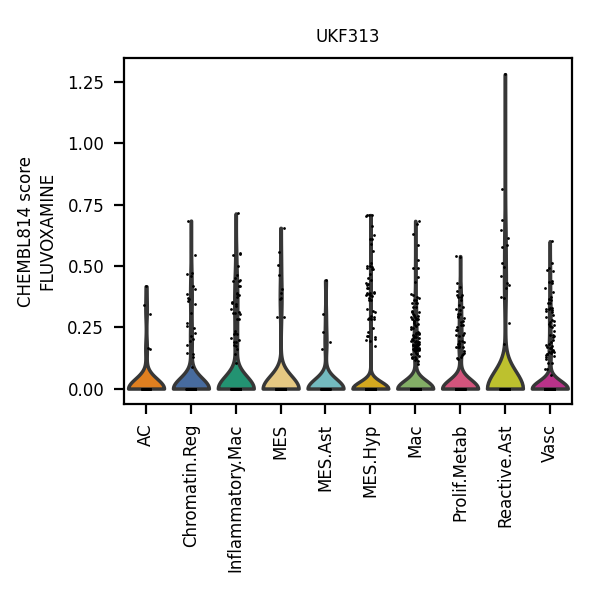 UKF313
CHEMBL814 score
FLUVOXAMINE
1.25
1.00
0.75
0.50
0.25
0.00
AC
Chromatin.Reg
Inflammatory.Mac
MES
MES.Ast
MES.Hyp
Mac
Prolif.Metab
Reactive.Ast
Vasc